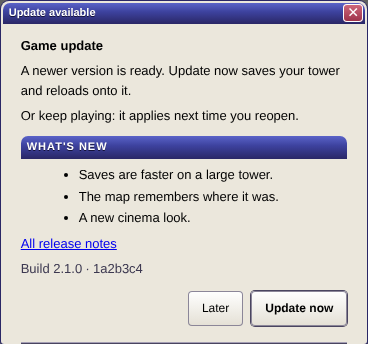 Update available
Game update
A newer version is ready. Update now saves your tower
and reloads onto it.
Or keep playing: it applies next time you reopen.
WHAT'S NEW
• Saves are faster on a large tower.
• The map remembers where it was.
• A new cinema look.
All release notes
Build 2.1.0 · 1a2b3c4
Later
Update now